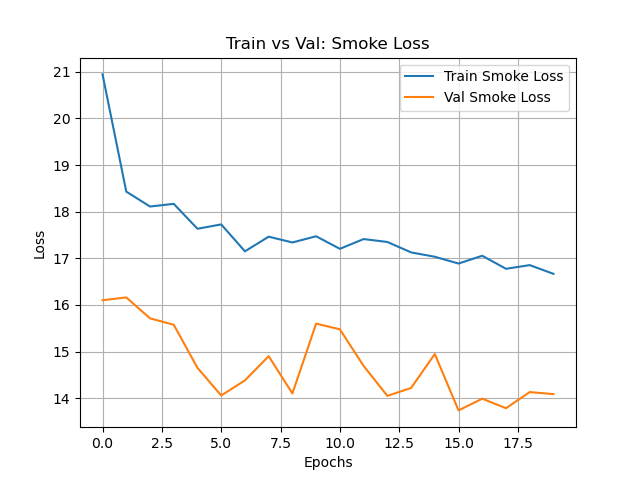 Train vs Val: Smoke Loss
Train Smoke Loss
Val Smoke Loss
Loss
21
20
19
18
17
16
15
14
0.0 2.5 5.0 7.5 10.0 12.5 15.0 17.5
Epochs